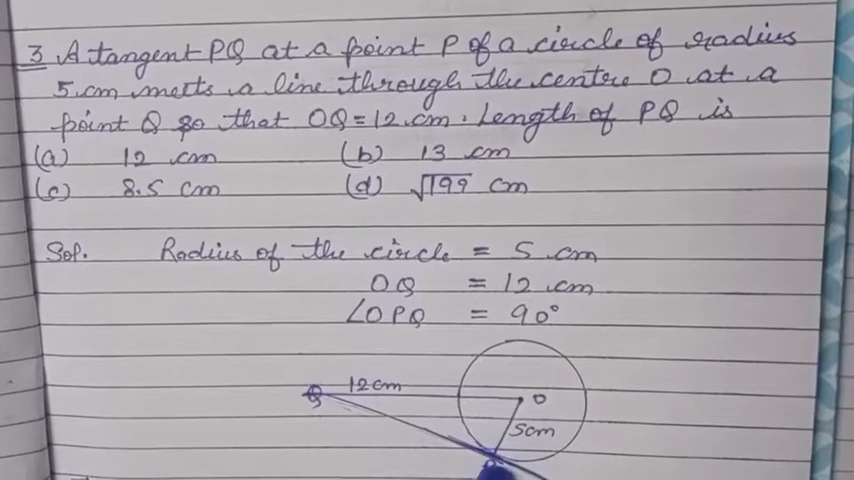 3 A tangent PQ at a point P of a circle of radius
5 cm meets a line through the centre O at a
point Q so that OQ = 12 cm. Length of PQ is
(a) 12 cm (b) 13 cm
(c) 8.5 cm (d) √199 cm
Sol. Radius of the circle = 5 cm
OQ = 12 cm
∠OPQ = 90°
Q 12cm O
5cm